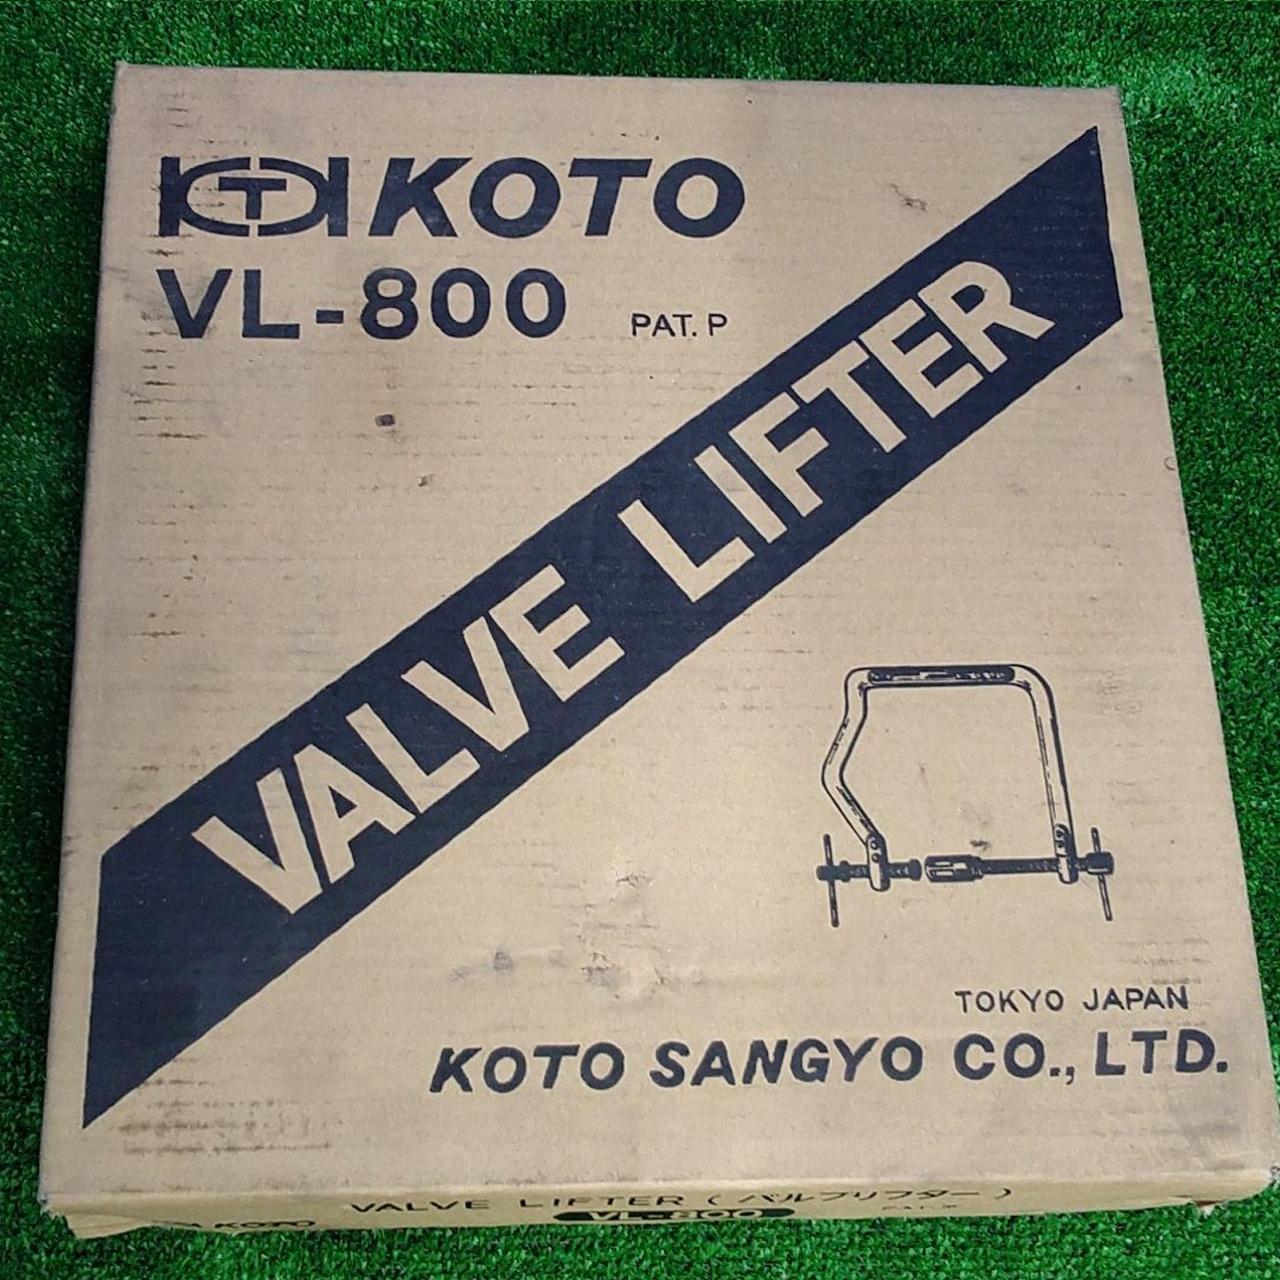 KOTO
VL-800 PAT. P
VALVE LIFTER
TOKYO JAPAN
KOTO SANGYO CO., LTD.
VALVE LIFTER (バルブリフター)
KOTO VL-800 PAT. P